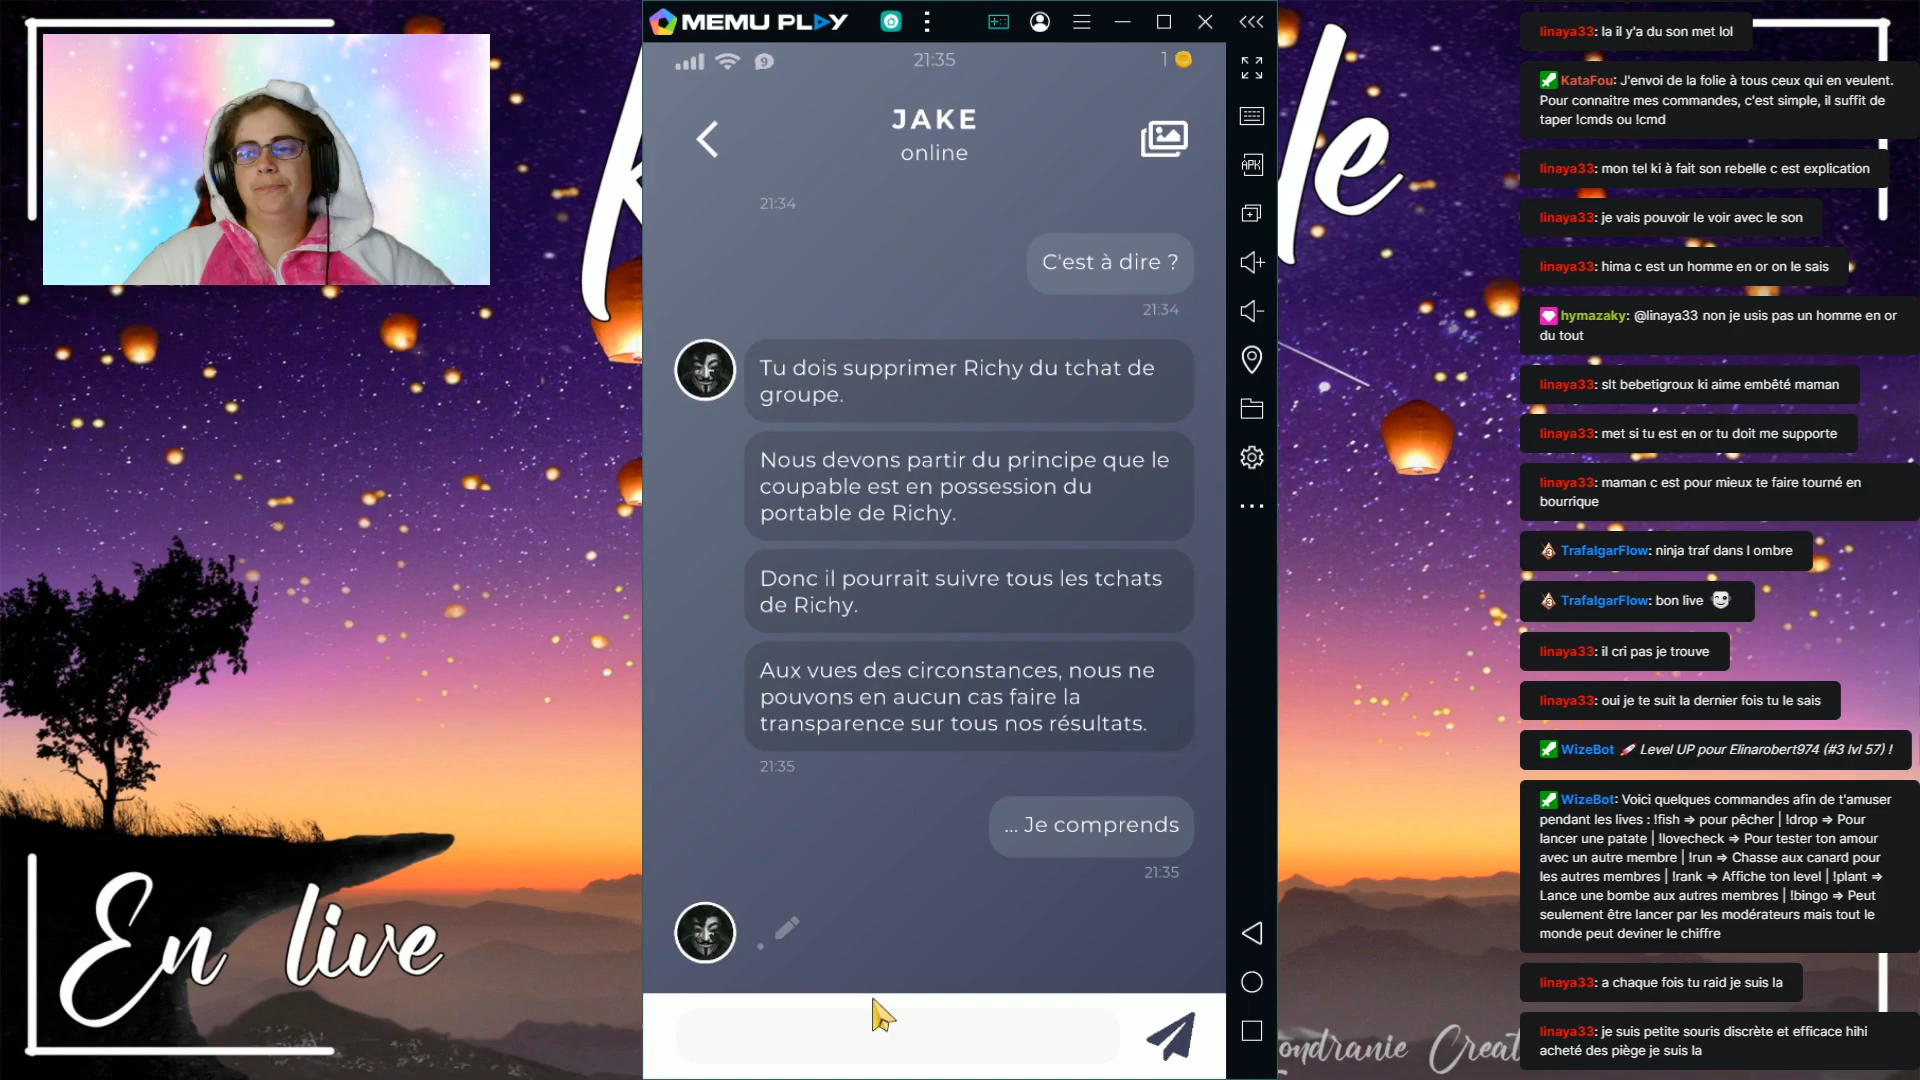 MEMU PLAY
21:35
1
JAKE
online
21:34
C'est à dire ?
21:34
Tu dois supprimer Richy du tchat de
groupe.
Nous devons partir du principe que le
coupable est en possession du
portable de Richy.
Donc il pourrait suivre tous les tchats
de Richy.
Aux vues des circonstances, nous ne
pouvons en aucun cas faire la
transparence sur tous nos résultats.
21:35
... Je comprends
21:35
APK
En live
linaya33: la il y'a du son met lol
KataFou: J'envoi de la folie à tous ceux qui en veulent.
Pour connaitre mes commandes, c'est simple, il suffit de
taper !cmds ou !cmd
linaya33: mon tel ki à fait son rebelle c est explication
linaya33: je vais pouvoir le voir avec le son
linaya33: hima c est un homme en or on le sais
hymazaky: @linaya33 non je usis pas un homme en or
du tout
linaya33: slt bebetigroux ki aime embêté maman
linaya33: met si tu est en or tu doit me supporte
linaya33: maman c est pour mieux te faire tourné en
bourrique
TrafalgarFlow: ninja traf dans l ombre
TrafalgarFlow: bon live
linaya33: il cri pas je trouve
linaya33: oui je te suit la dernier fois tu le sais
WizeBot Level UP pour Elinarobert974 (#3 lvl 57) !
WizeBot: Voici quelques commandes afin de t'amuser
pendant les lives : !fish => pour pêcher | !drop => Pour
lancer une patate | !lovecheck => Pour tester ton amour
avec un autre membre | !run => Chasse aux canard pour
les autres membres | !rank => Affiche ton level | !plant =>
Lance une bombe aux autres membres | !bingo => Peut
seulement être lancer par les modérateurs mais tout le
monde peut deviner le chiffre
linaya33: a chaque fois tu raid je suis la
linaya33: je suis petite souris discrète et efficace hihi
acheté des piège je suis la